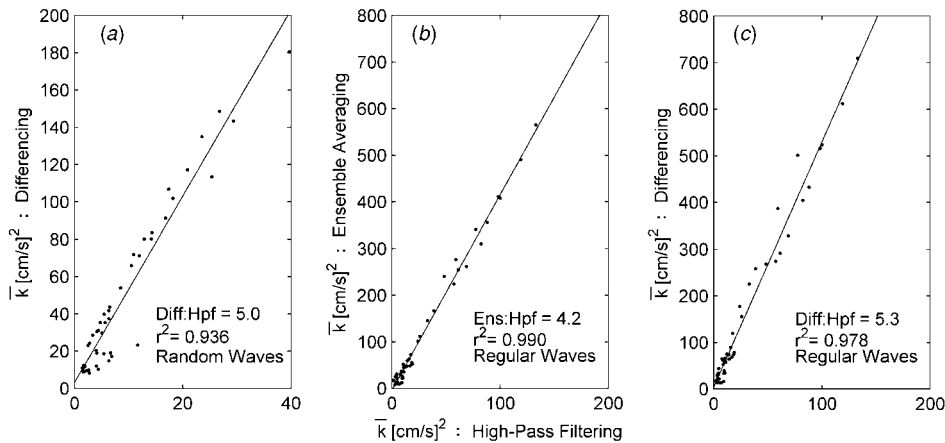 (a)
k̅ [cm/s]² : Differencing
200
180
160
140
120
100
80
60
40
20
0
0 20 40
Diff:Hpf = 5.0
r²= 0.936
Random Waves
(b)
k̅ [cm/s]² : Ensemble Averaging
800
700
600
500
400
300
200
100
0
0 100 200
Ens:Hpf = 4.2
r²= 0.990
Regular Waves
(c)
k̅ [cm/s]² : Differencing
800
700
600
500
400
300
200
100
0
0 100 200
Diff:Hpf = 5.3
r²= 0.978
Regular Waves
k̅ [cm/s]² : High-Pass Filtering